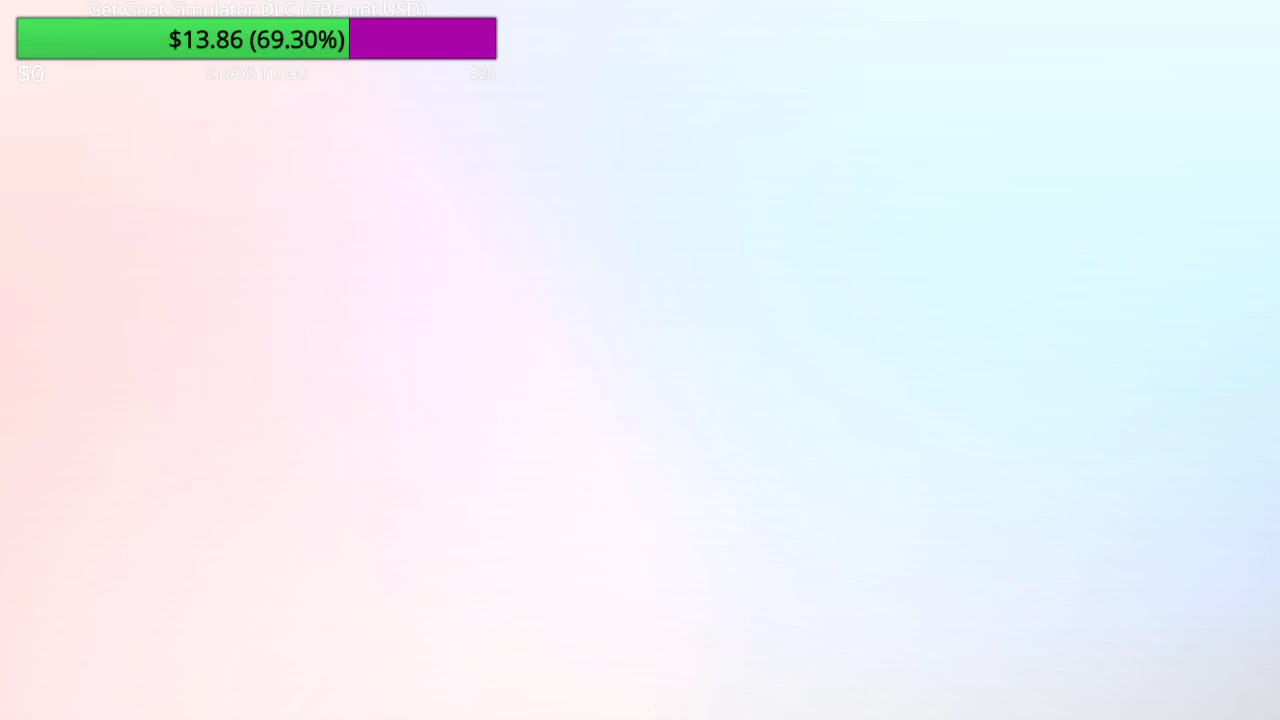 Get Goat Simulator DLC (GBP not USD)
$13.86 (69.30%)
$0 2 DAYS TO GO $20